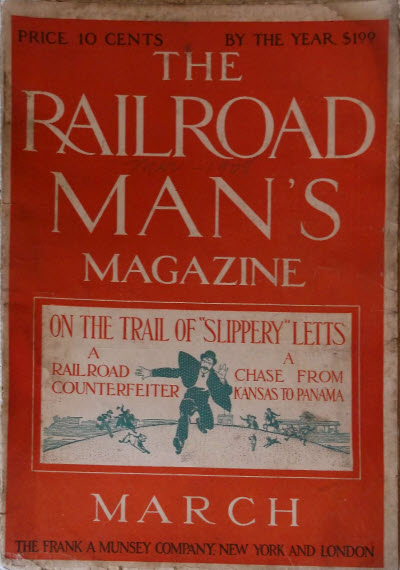 PRICE 10 CENTS BY THE YEAR, $1.00
THE
RAILROAD
MAN'S
MAGAZINE
ON THE TRAIL OF "SLIPPERY" LETTS
A
RAILROAD
COUNTERFEITER
A
CHASE FROM
KANSAS TO PANAMA
MARCH
THE FRANK A MUNSEY COMPANY, NEW YORK AND LONDON